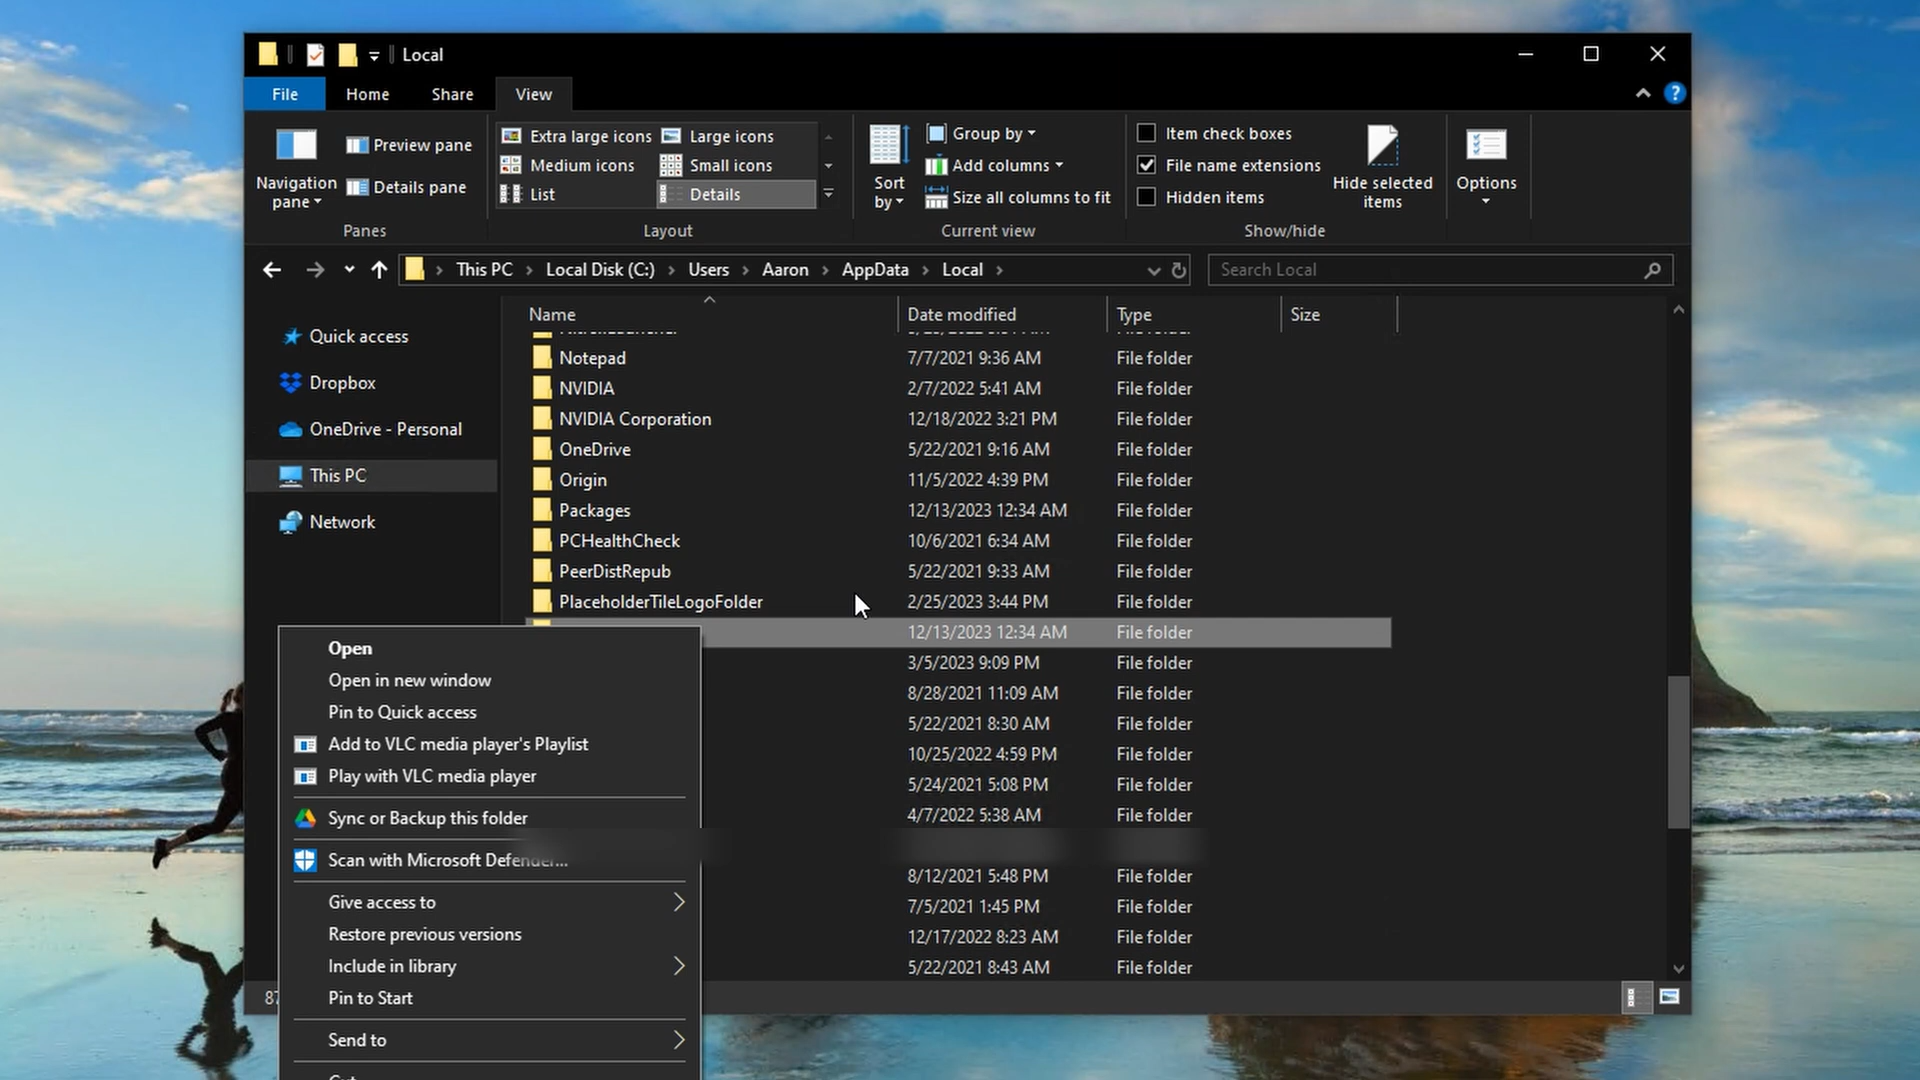 Local
File Home Share View
?
Navigation pane
Preview pane
Details pane
Panes
Extra large icons Large icons
Medium icons Small icons
List Details
Layout
Sort by
Group by
Add columns
Size all columns to fit
Current view
Item check boxes
File name extensions
Hidden items
Hide selected items
Show/hide
Options
This PC Local Disk (C:) Users Aaron AppData Local
Search Local
Quick access
Dropbox
OneDrive - Personal
This PC
Network
Name Date modified Type Size
Notepad 7/7/2021 9:36 AM File folder
NVIDIA 2/7/2022 5:41 AM File folder
NVIDIA Corporation 12/18/2022 3:21 PM File folder
OneDrive 5/22/2021 9:16 AM File folder
Origin 11/5/2022 4:39 PM File folder
Packages 12/13/2023 12:34 AM File folder
PCHealthCheck 10/6/2021 6:34 AM File folder
PeerDistRepub 5/22/2021 9:33 AM File folder
PlaceholderTileLogoFolder 2/25/2023 3:44 PM File folder
12/13/2023 12:34 AM File folder
3/5/2023 9:09 PM File folder
8/28/2021 11:09 AM File folder
5/22/2021 8:30 AM File folder
10/25/2022 4:59 PM File folder
5/24/2021 5:08 PM File folder
4/7/2022 5:38 AM File folder
8/12/2021 5:48 PM File folder
7/5/2021 1:45 PM File folder
12/17/2022 8:23 AM File folder
5/22/2021 8:43 AM File folder
Open
Open in new window
Pin to Quick access
Add to VLC media player's Playlist
Play with VLC media player
Sync or Backup this folder
Scan with Microsoft Defender...
Give access to
Restore previous versions
Include in library
Pin to Start
Send to